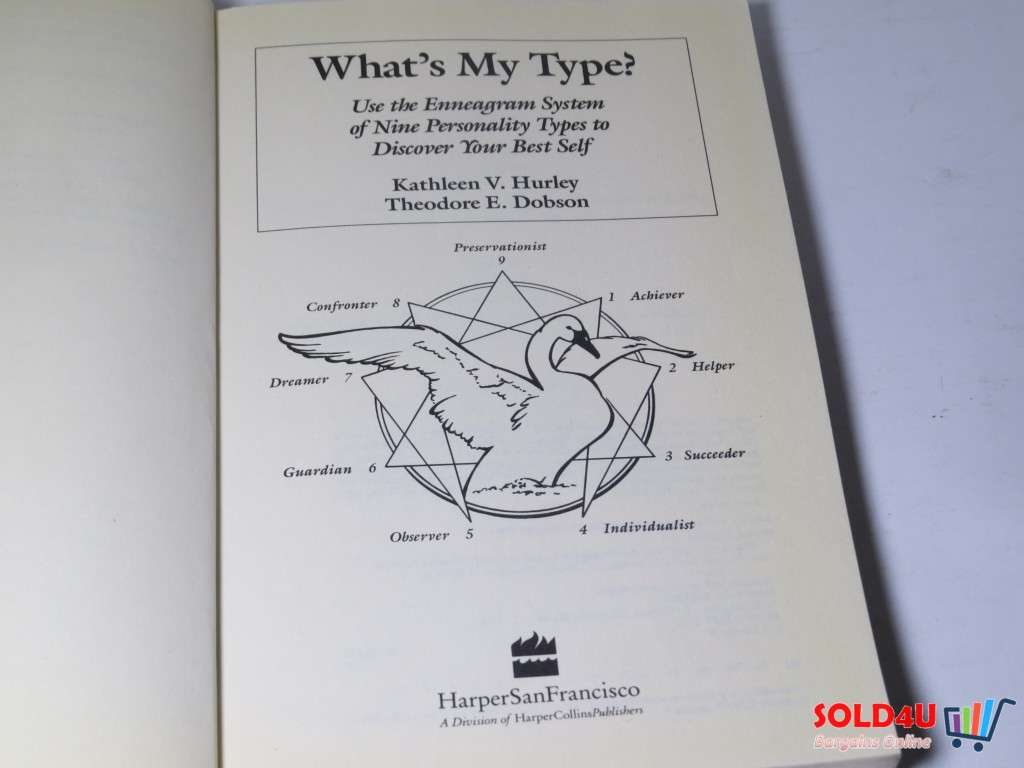 What's My Type?
Use the Enneagram System
of Nine Personality Types to
Discover Your Best Self
Kathleen V. Hurley
Theodore E. Dobson
Preservationist
9
Confronter 8
1 Achiever
Dreamer 7
2 Helper
Guardian 6
3 Succeeder
Observer 5
4 Individualist
HarperSanFrancisco
A Division of HarperCollinsPublishers
SOLD4U
Bargains Online